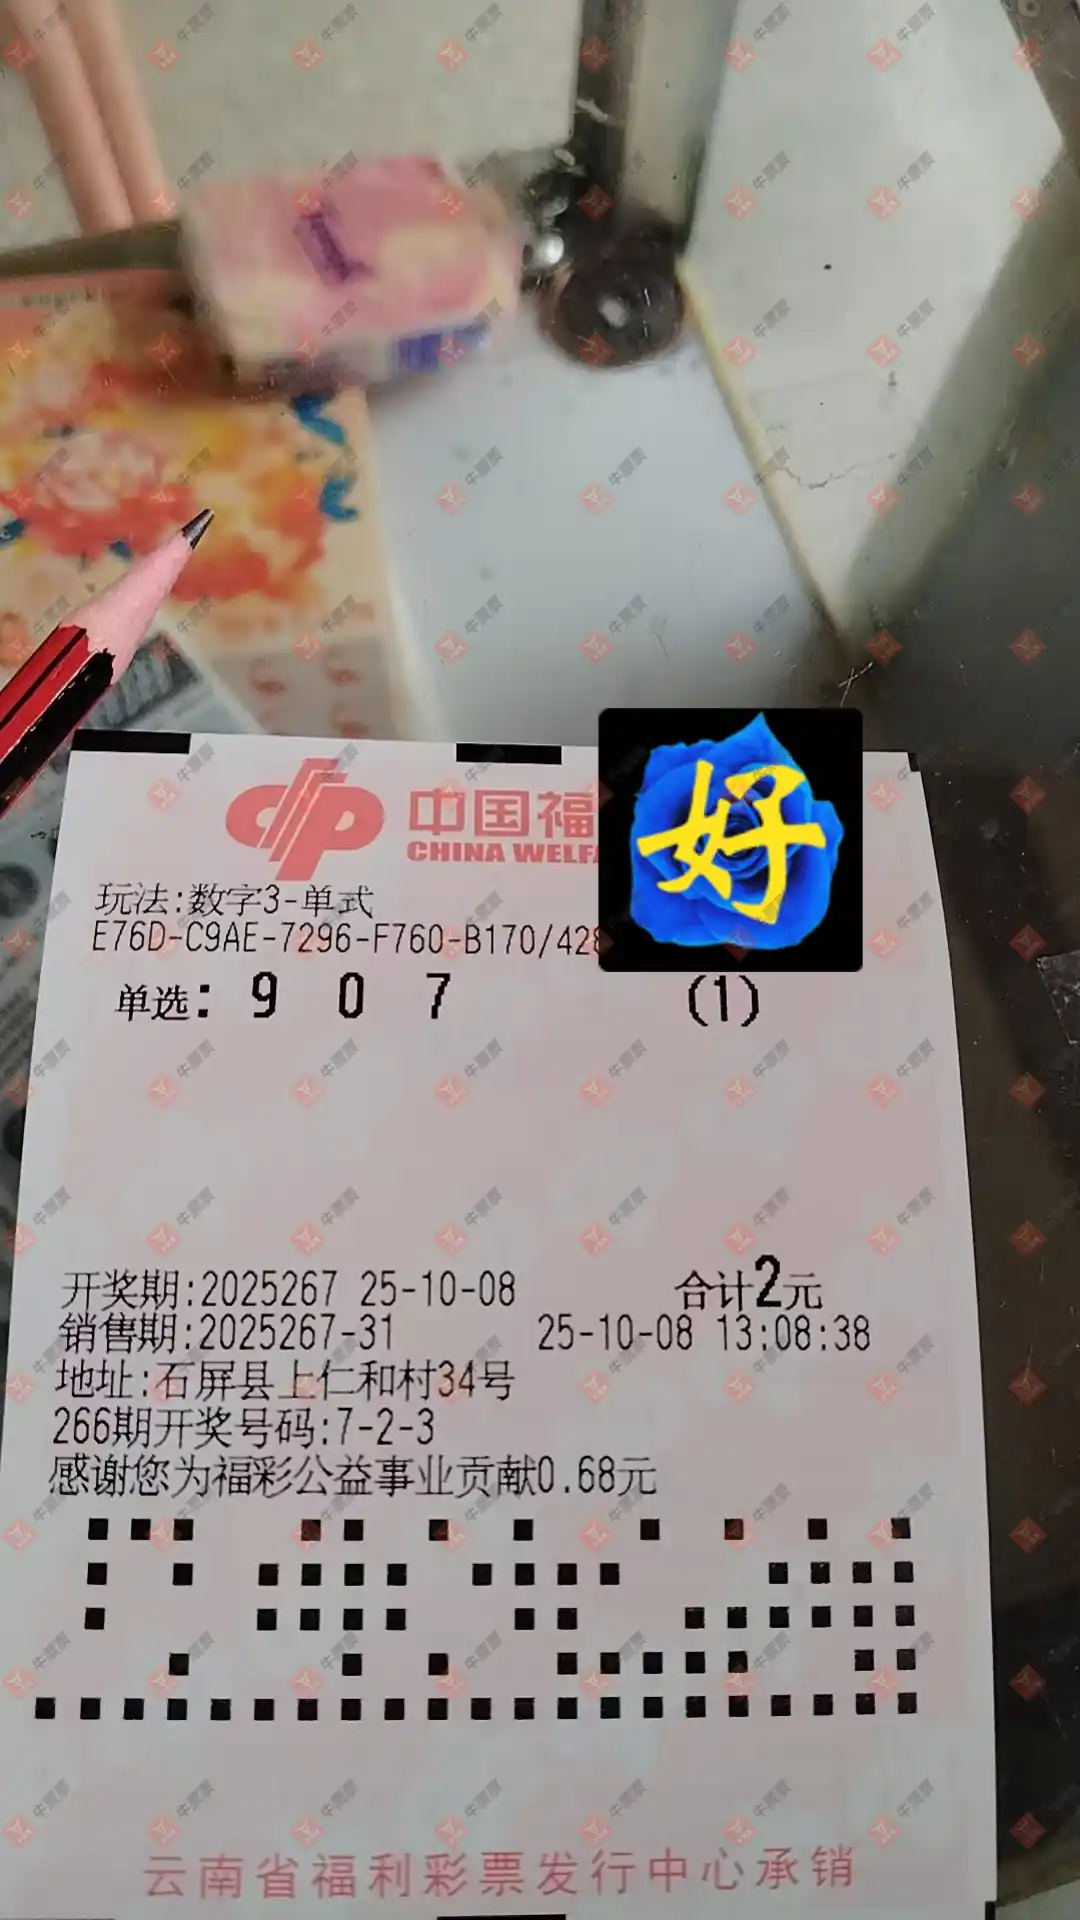 中国福
CHINA WELF
好
玩法:数字3-单式
E76D-C9AE-7296-F760-B170/428
单选: 9 0 7 (1)
开奖期:2025267 25-10-08 合计2元
销售期:2025267-31 25-10-08 13:08:38
地址:石屏县上仁和村34号
266期开奖号码:7-2-3
感谢您为福彩公益事业贡献0.68元
云南省福利彩票发行中心承销
牛票票